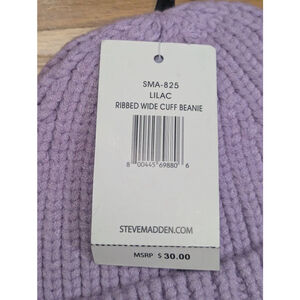 SMA-825
LILAC
RIBBED WIDE CUFF BEANIE
8 00445 69880 6
STEVEMADDEN.COM
MSRP $ 30.00